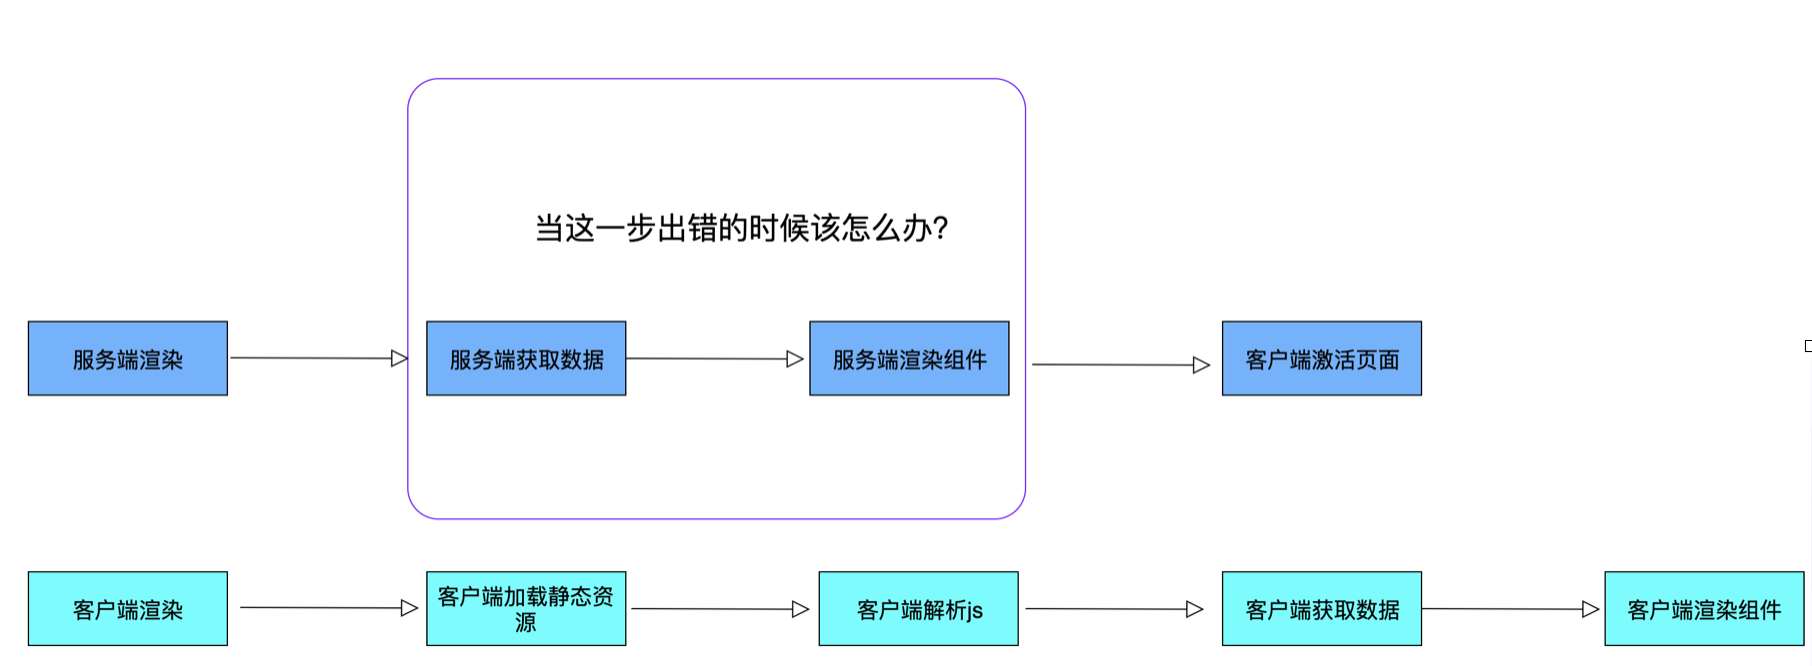 当这一步出错的时候该怎么办?
服务端渲染
服务端获取数据
服务端渲染组件
客户端激活页面
客户端渲染
客户端加载静态资
源
客户端解析js
客户端获取数据
客户端渲染组件